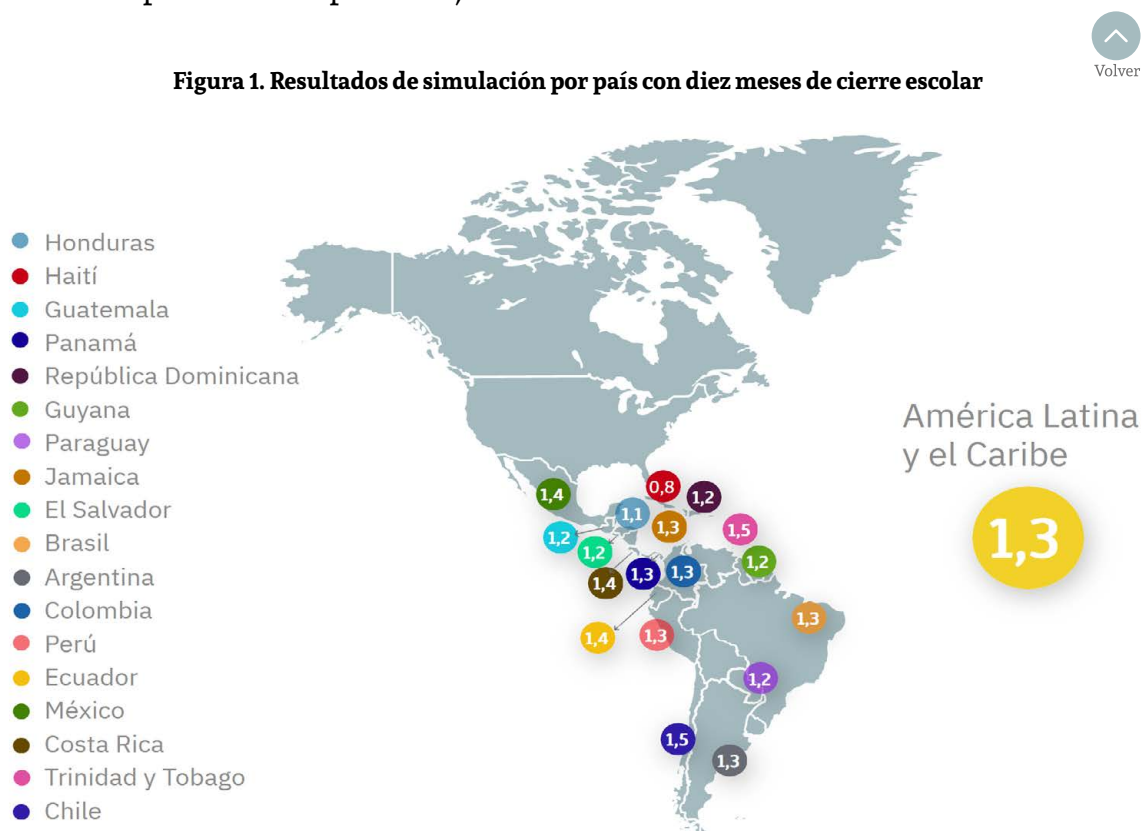 Volver
Figura 1. Resultados de simulación por país con diez meses de cierre escolar
Honduras
Haití
Guatemala
Panamá
República Dominicana
Guyana
Paraguay
Jamaica
El Salvador
Brasil
Argentina
Colombia
Perú
Ecuador
México
Costa Rica
Trinidad y Tobago
Chile
1,4
0,8
1,2
1,1
1,3
1,5
1,2
1,2
1,4
1,3
1,3
1,2
1,4
1,3
1,3
1,2
1,5
1,3
América Latina
y el Caribe
1,3